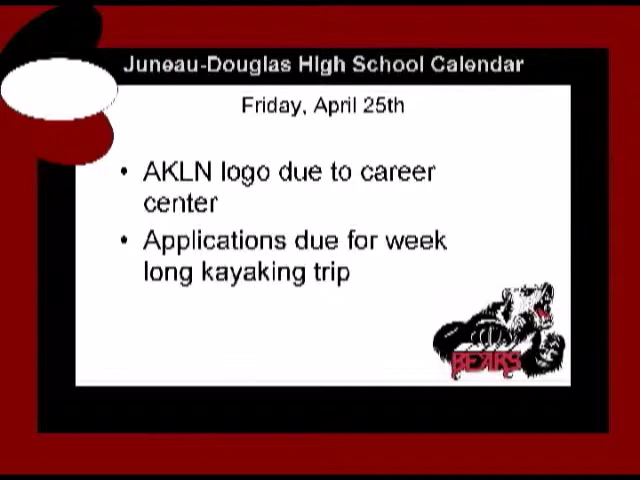 Juneau-Douglas HIgh School Calendar
Friday, April 25th
• AKLN logo due to career
center
• Applications due for week
long kayaking trip
BEARS